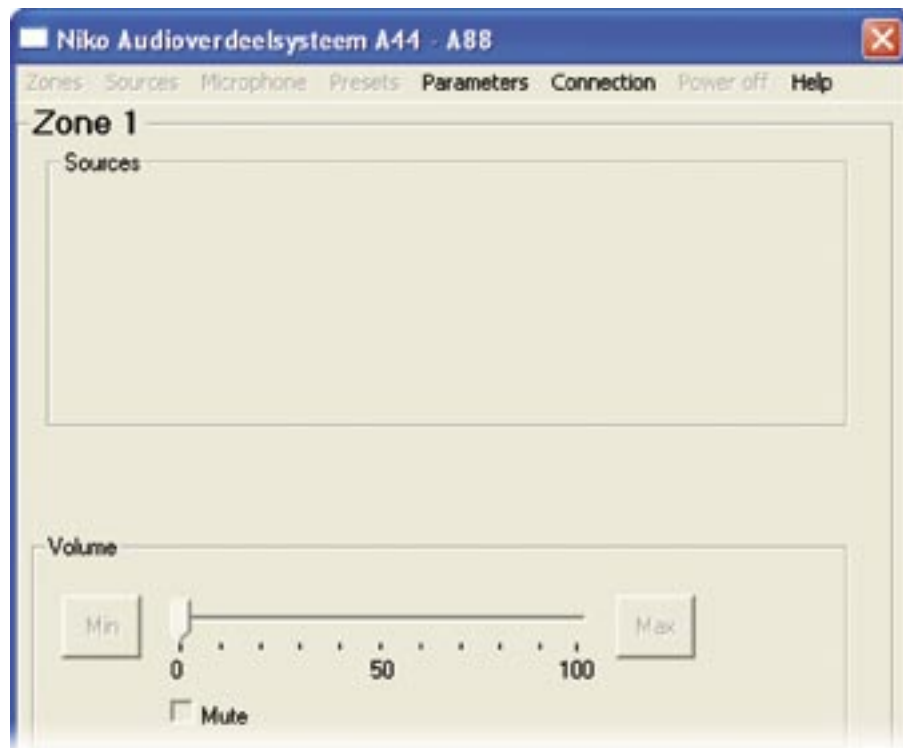 Niko Audioverdeelsysteem A44 - A88
Zones Sources Microphone Presets Parameters Connection Power off Help
Zone 1
Sources
Volume
Min Max
0 50 100
Mute